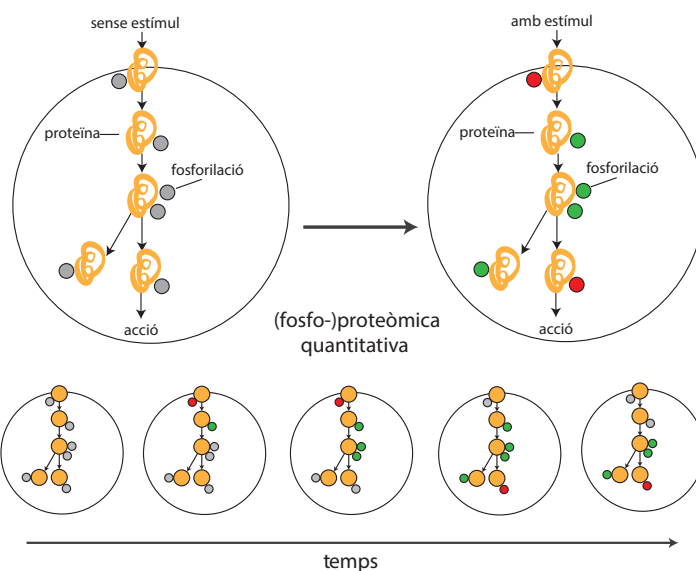 sense estímul
amb estímul
proteïna
fosforilació
acció
proteïna
fosforilació
acció
(fosfo-)proteòmica
quantitativa
temps